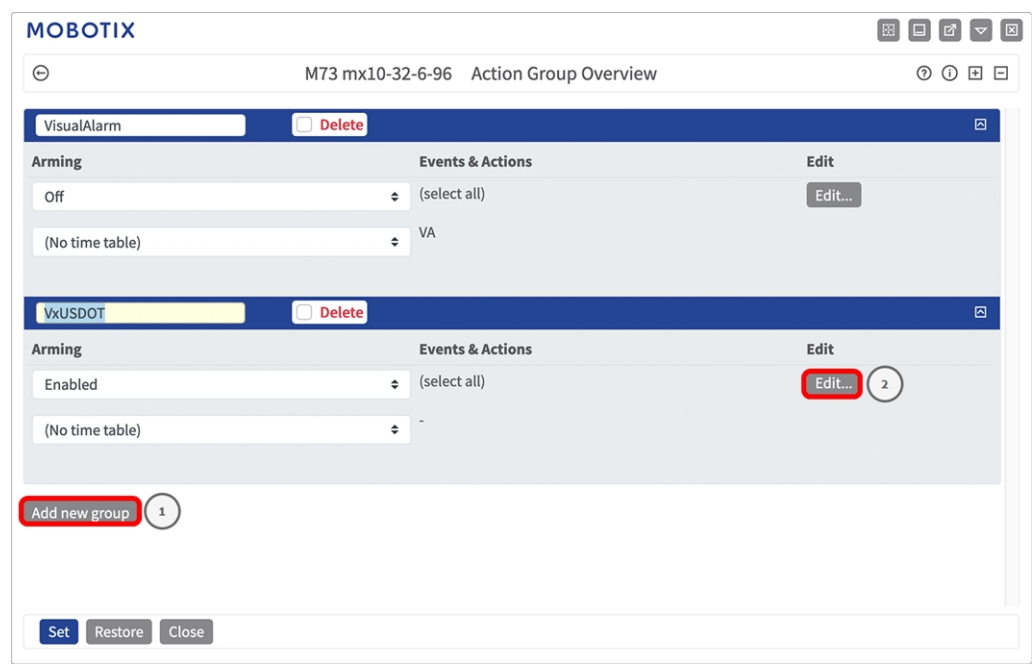 MOBOTIX
M73 mx10-32-6-96 Action Group Overview
VisualAlarm Delete
Arming Events & Actions Edit
Off (select all) Edit...
(No time table) VA
VxUSDOT Delete
Arming Events & Actions Edit
Enabled (select all) Edit... 2
(No time table) -
Add new group 1
Set Restore Close